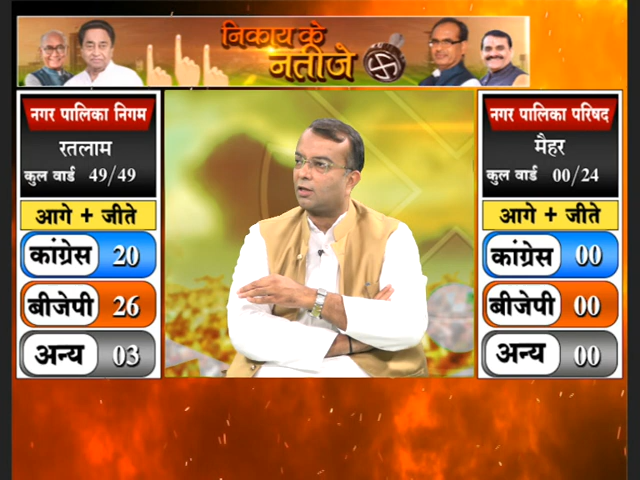 निकाय के
नतीजे
नगर पालिका निगम
रतलाम
कुल वार्ड 49/49
आगे + जीते
कांग्रेस 20
बीजेपी 26
अन्य 03
नगर पालिका परिषद
मैहर
कुल वार्ड 00/24
आगे + जीते
कांग्रेस 00
बीजेपी 00
अन्य 00